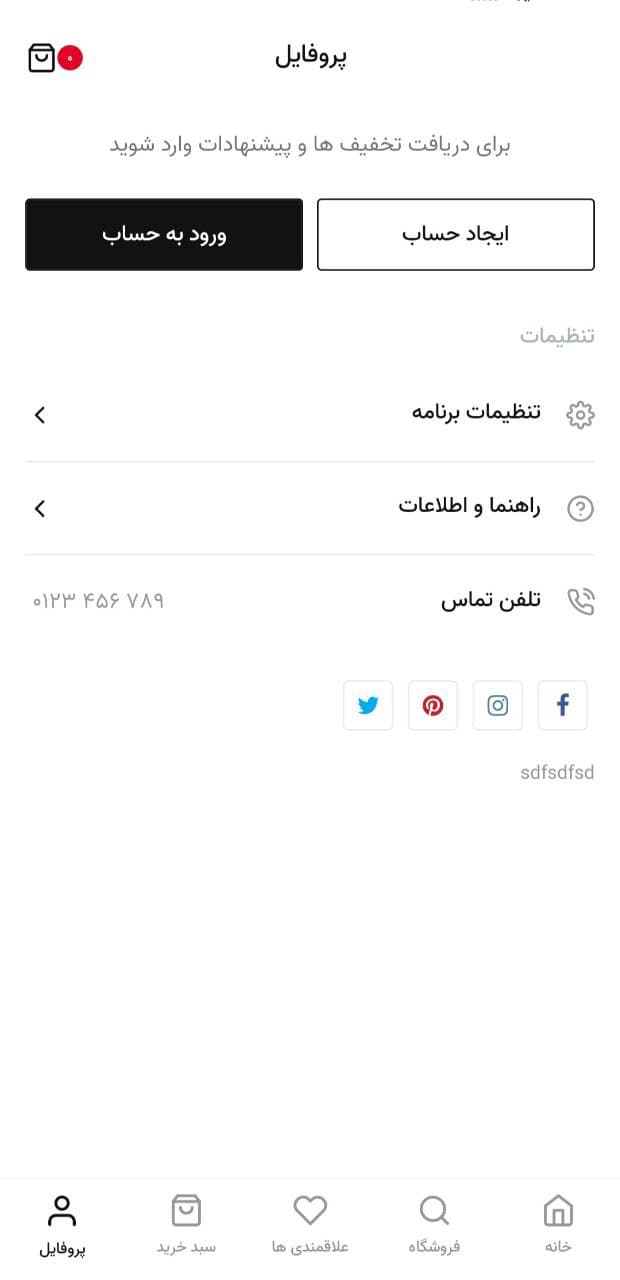 پروفایل
۰
برای دریافت تخفیف ها و پیشنهادات وارد شوید
ایجاد حساب
ورود به حساب
تنظیمات
تنظیمات برنامه
راهنما و اطلاعات
تلفن تماس
۰۱۲۳ ۴۵۶ ۷۸۹
sdfsdfsd
خانه
فروشگاه
علاقمندی ها
سبد خرید
پروفایل